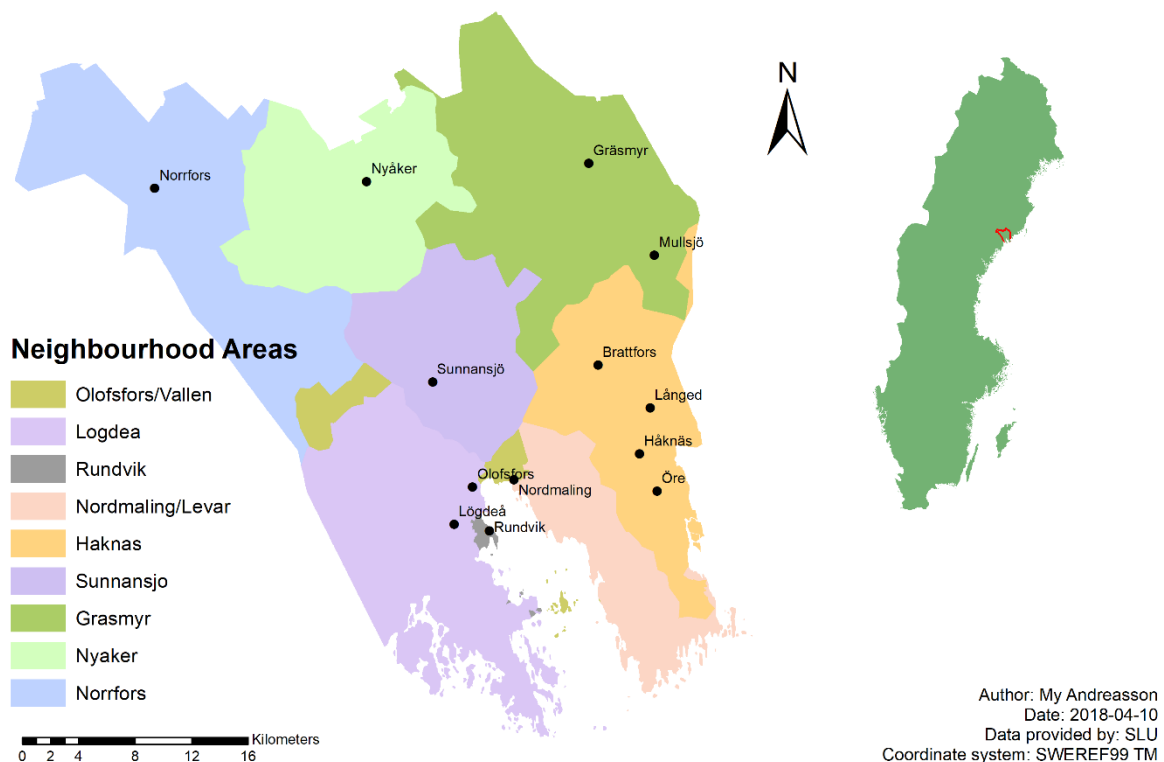 N
Gräsmyr
Nyåker
Norrfors
Mullsjö
Brattfors
Sunnansjö
Långed
Håknäs
Olofsfors
Öre
Nordmaling
Lögdeå
Rundvik
Neighbourhood Areas
Olofsfors/Vallen
Logdea
Rundvik
Nordmaling/Levar
Haknas
Sunnansjo
Grasmyr
Nyaker
Norrfors
Kilometers
0 2 4 8 12 16
Author: My Andreasson
Date: 2018-04-10
Data provided by: SLU
Coordinate system: SWEREF99 TM